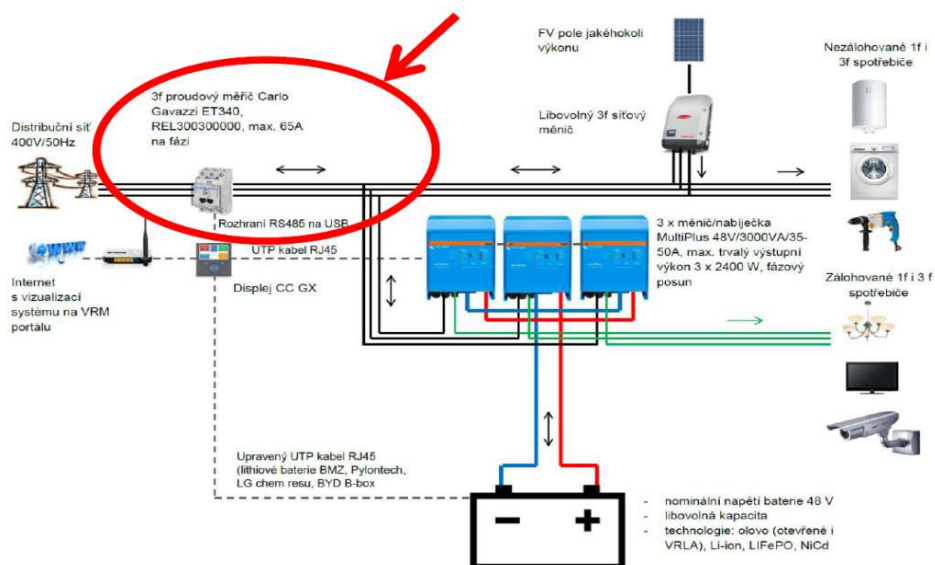 FV pole jakéhokoli
výkonu
Nezálohované 1f i
3f spotřebiče
3f proudový měřič Carlo
Gavazzi ET340,
REL300300000, max. 65A
na fázi
Libovolný 3f síťový
měnič
Distribuční síť
400V/50Hz
Rozhraní RS485 na USB
UTP kabel RJ45
3 x měnič/nabíječka
MultiPlus 48V/3000VA/35-
50A, max. trvalý výstupní
výkon 3 x 2400 W, fázový
posun
Internet
s vizualizací
systému na VRM
portálu
Displej CC GX
Zálohované 1f i 3 f
spotřebiče
Upravený UTP kabel RJ45
(lithiové baterie BMZ, Pylontech,
LG chem resu, BYD B-box
- nominální napětí baterie 48 V
- libovolná kapacita
- technologie: olovo (otevřené i
VRLA), Li-ion, LIFePO, NiCd